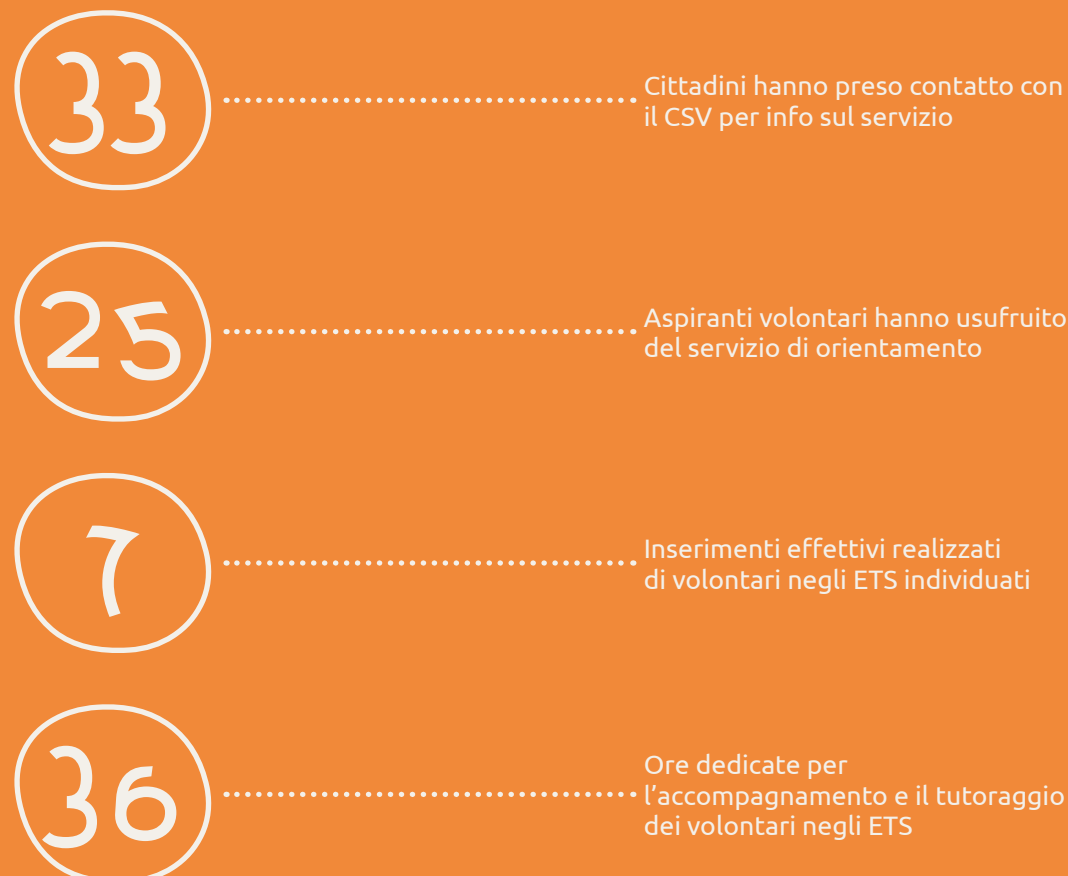 33
Cittadini hanno preso contatto con
il CSV per info sul servizio
25
Aspiranti volontari hanno usufruito
del servizio di orientamento
7
Inserimenti effettivi realizzati
di volontari negli ETS individuati
36
Ore dedicate per
l’accompagnamento e il tutoraggio
dei volontari negli ETS